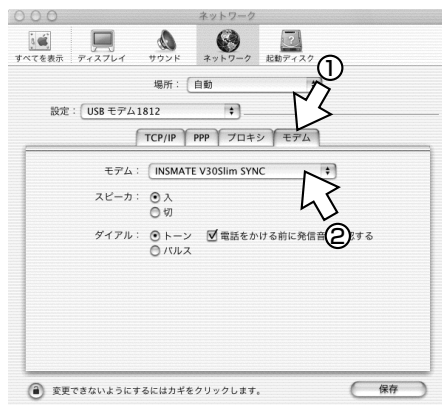 ネットワーク
すべてを表示 ディスプレイ サウンド ネットワーク 起動ディスク
①
場所： 自動
設定： USB モデム1812
TCP/IP PPP プロキシ モデム
モデム： INSMATE V30Slim SYNC
スピーカ： 入
切
②
ダイアル： トーン 電話をかける前に発信音 する
パルス
変更できないようにするにはカギをクリックします。 保存